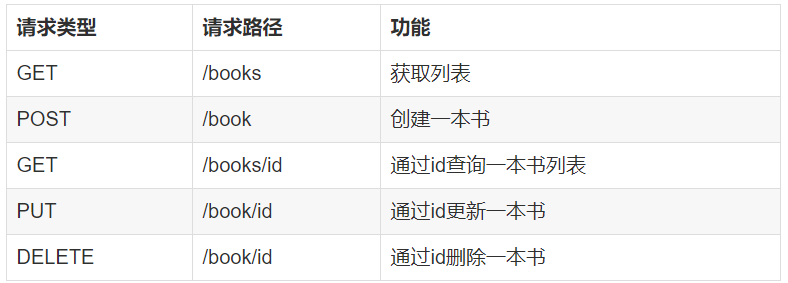 请求类型 请求路径 功能
GET /books 获取列表
POST /book 创建一本书
GET /books/id 通过id查询一本书列表
PUT /book/id 通过id更新一本书
DELETE /book/id 通过id删除一本书